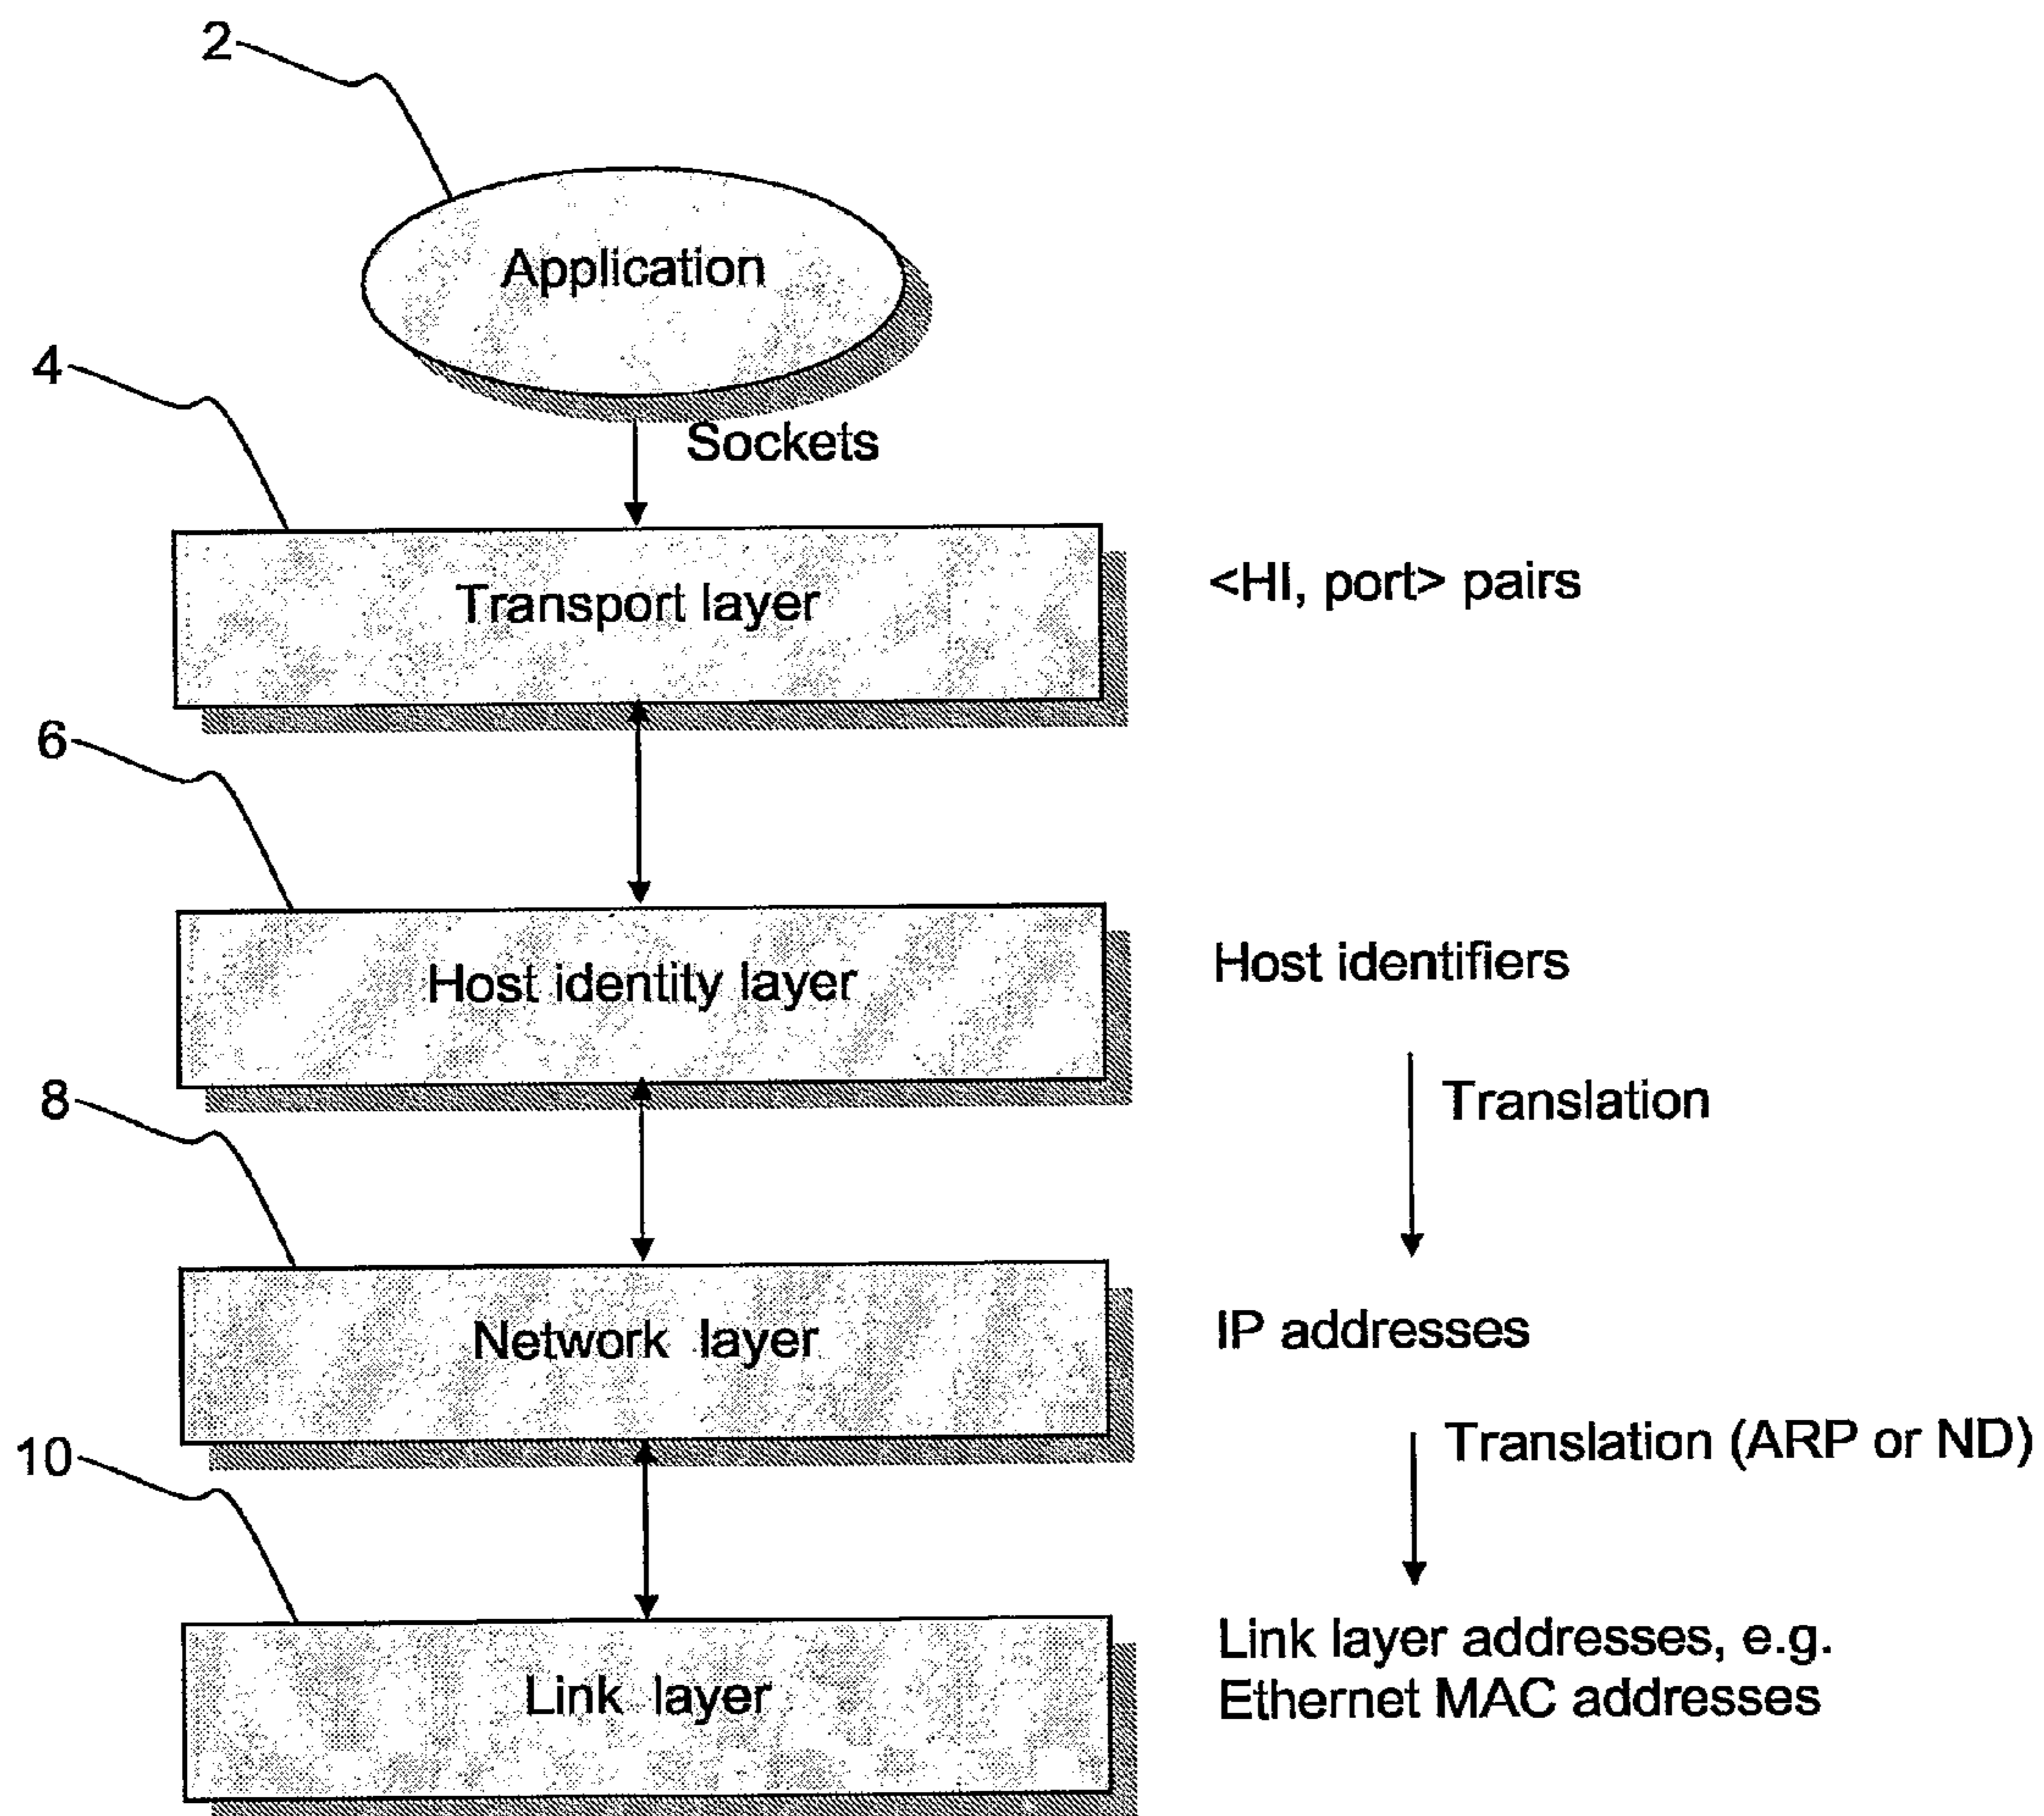 2
Application
Sockets
4
Transport layer
<HI, port> pairs
6
Host identity layer
Host identifiers
Translation
8
Network layer
IP addresses
Translation (ARP or ND)
10
Link layer
Link layer addresses, e.g.
Ethernet MAC addresses